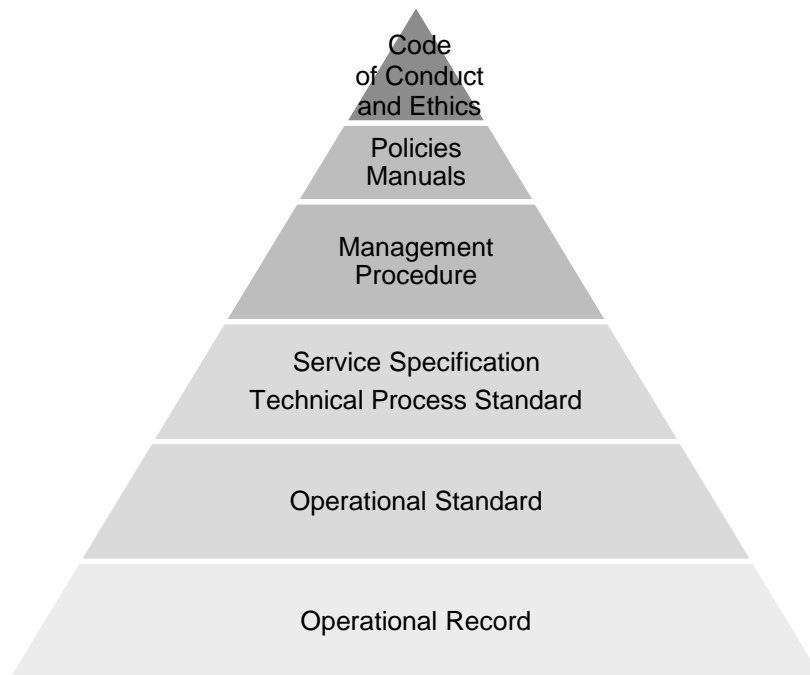 Code
of Conduct
and Ethics
Policies
Manuals
Management
Procedure
Service Specification
Technical Process Standard
Operational Standard
Operational Record